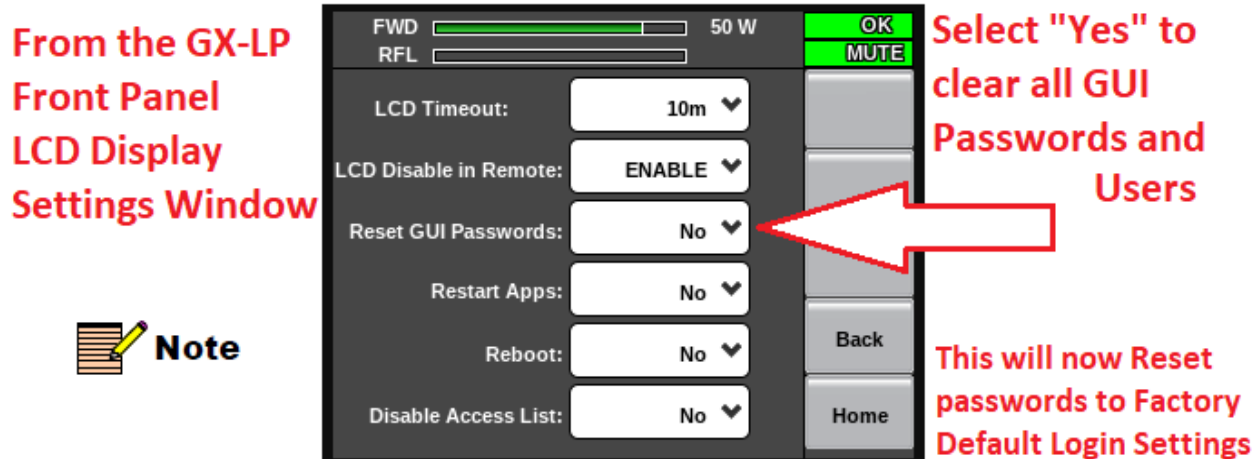 From the GX-LP
Front Panel
LCD Display
Settings Window
Note
FWD 50 W
RFL
OK
MUTE
LCD Timeout: 10m
LCD Disable in Remote: ENABLE
Reset GUI Passwords: No
Restart Apps: No
Reboot: No
Disable Access List: No
Back
Home
Select "Yes" to
clear all GUI
Passwords and
Users
This will now Reset
passwords to Factory
Default Login Settings